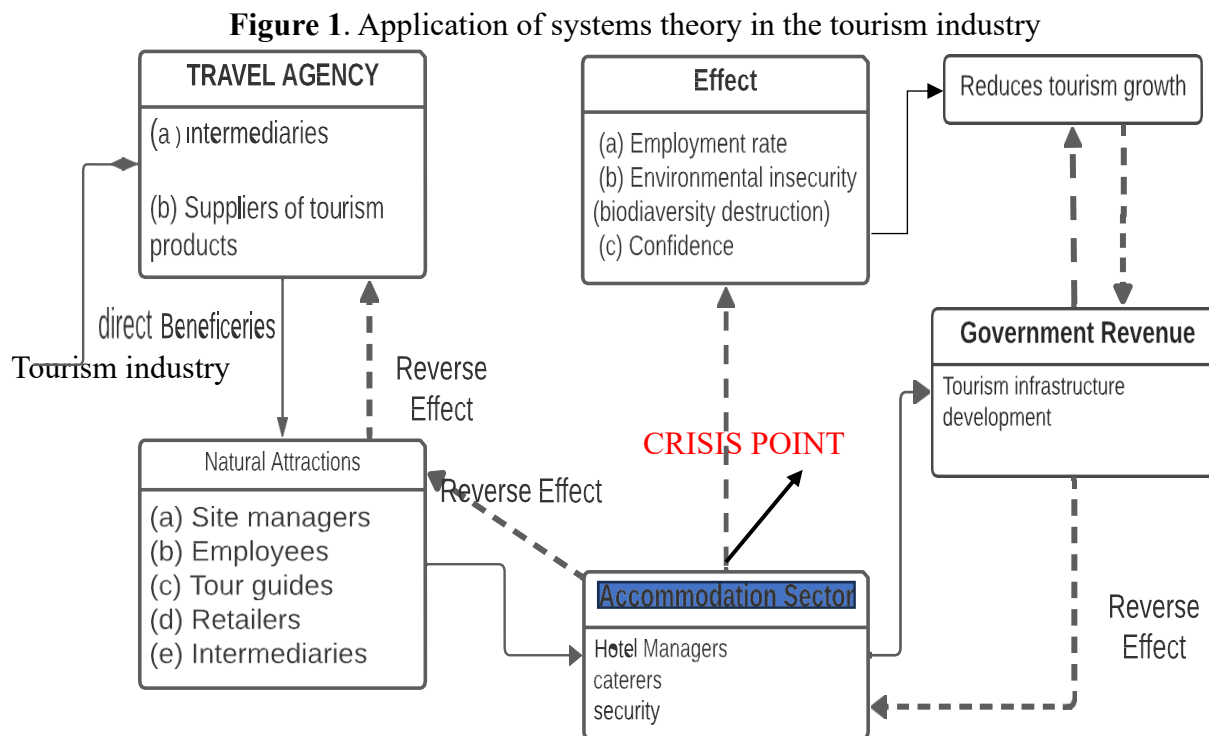 Figure 1. Application of systems theory in the tourism industry
TRAVEL AGENCY
(a) Intermediaries
(b) Suppliers of tourism
products
direct Beneficeries
Tourism industry
Reverse
Effect
Natural Attractions
(a) Site managers
(b) Employees
(c) Tour guides
(d) Retailers
(e) Intermediaries
Effect
(a) Employment rate
(b) Environmental insecurity
(biodiaversity destruction)
(c) Confidence
CRISIS POINT
Reverse Effect
Accommodation Sector
Hotel Managers
caterers
security
Reduces tourism growth
Government Revenue
Tourism infrastructure
development
Reverse
Effect